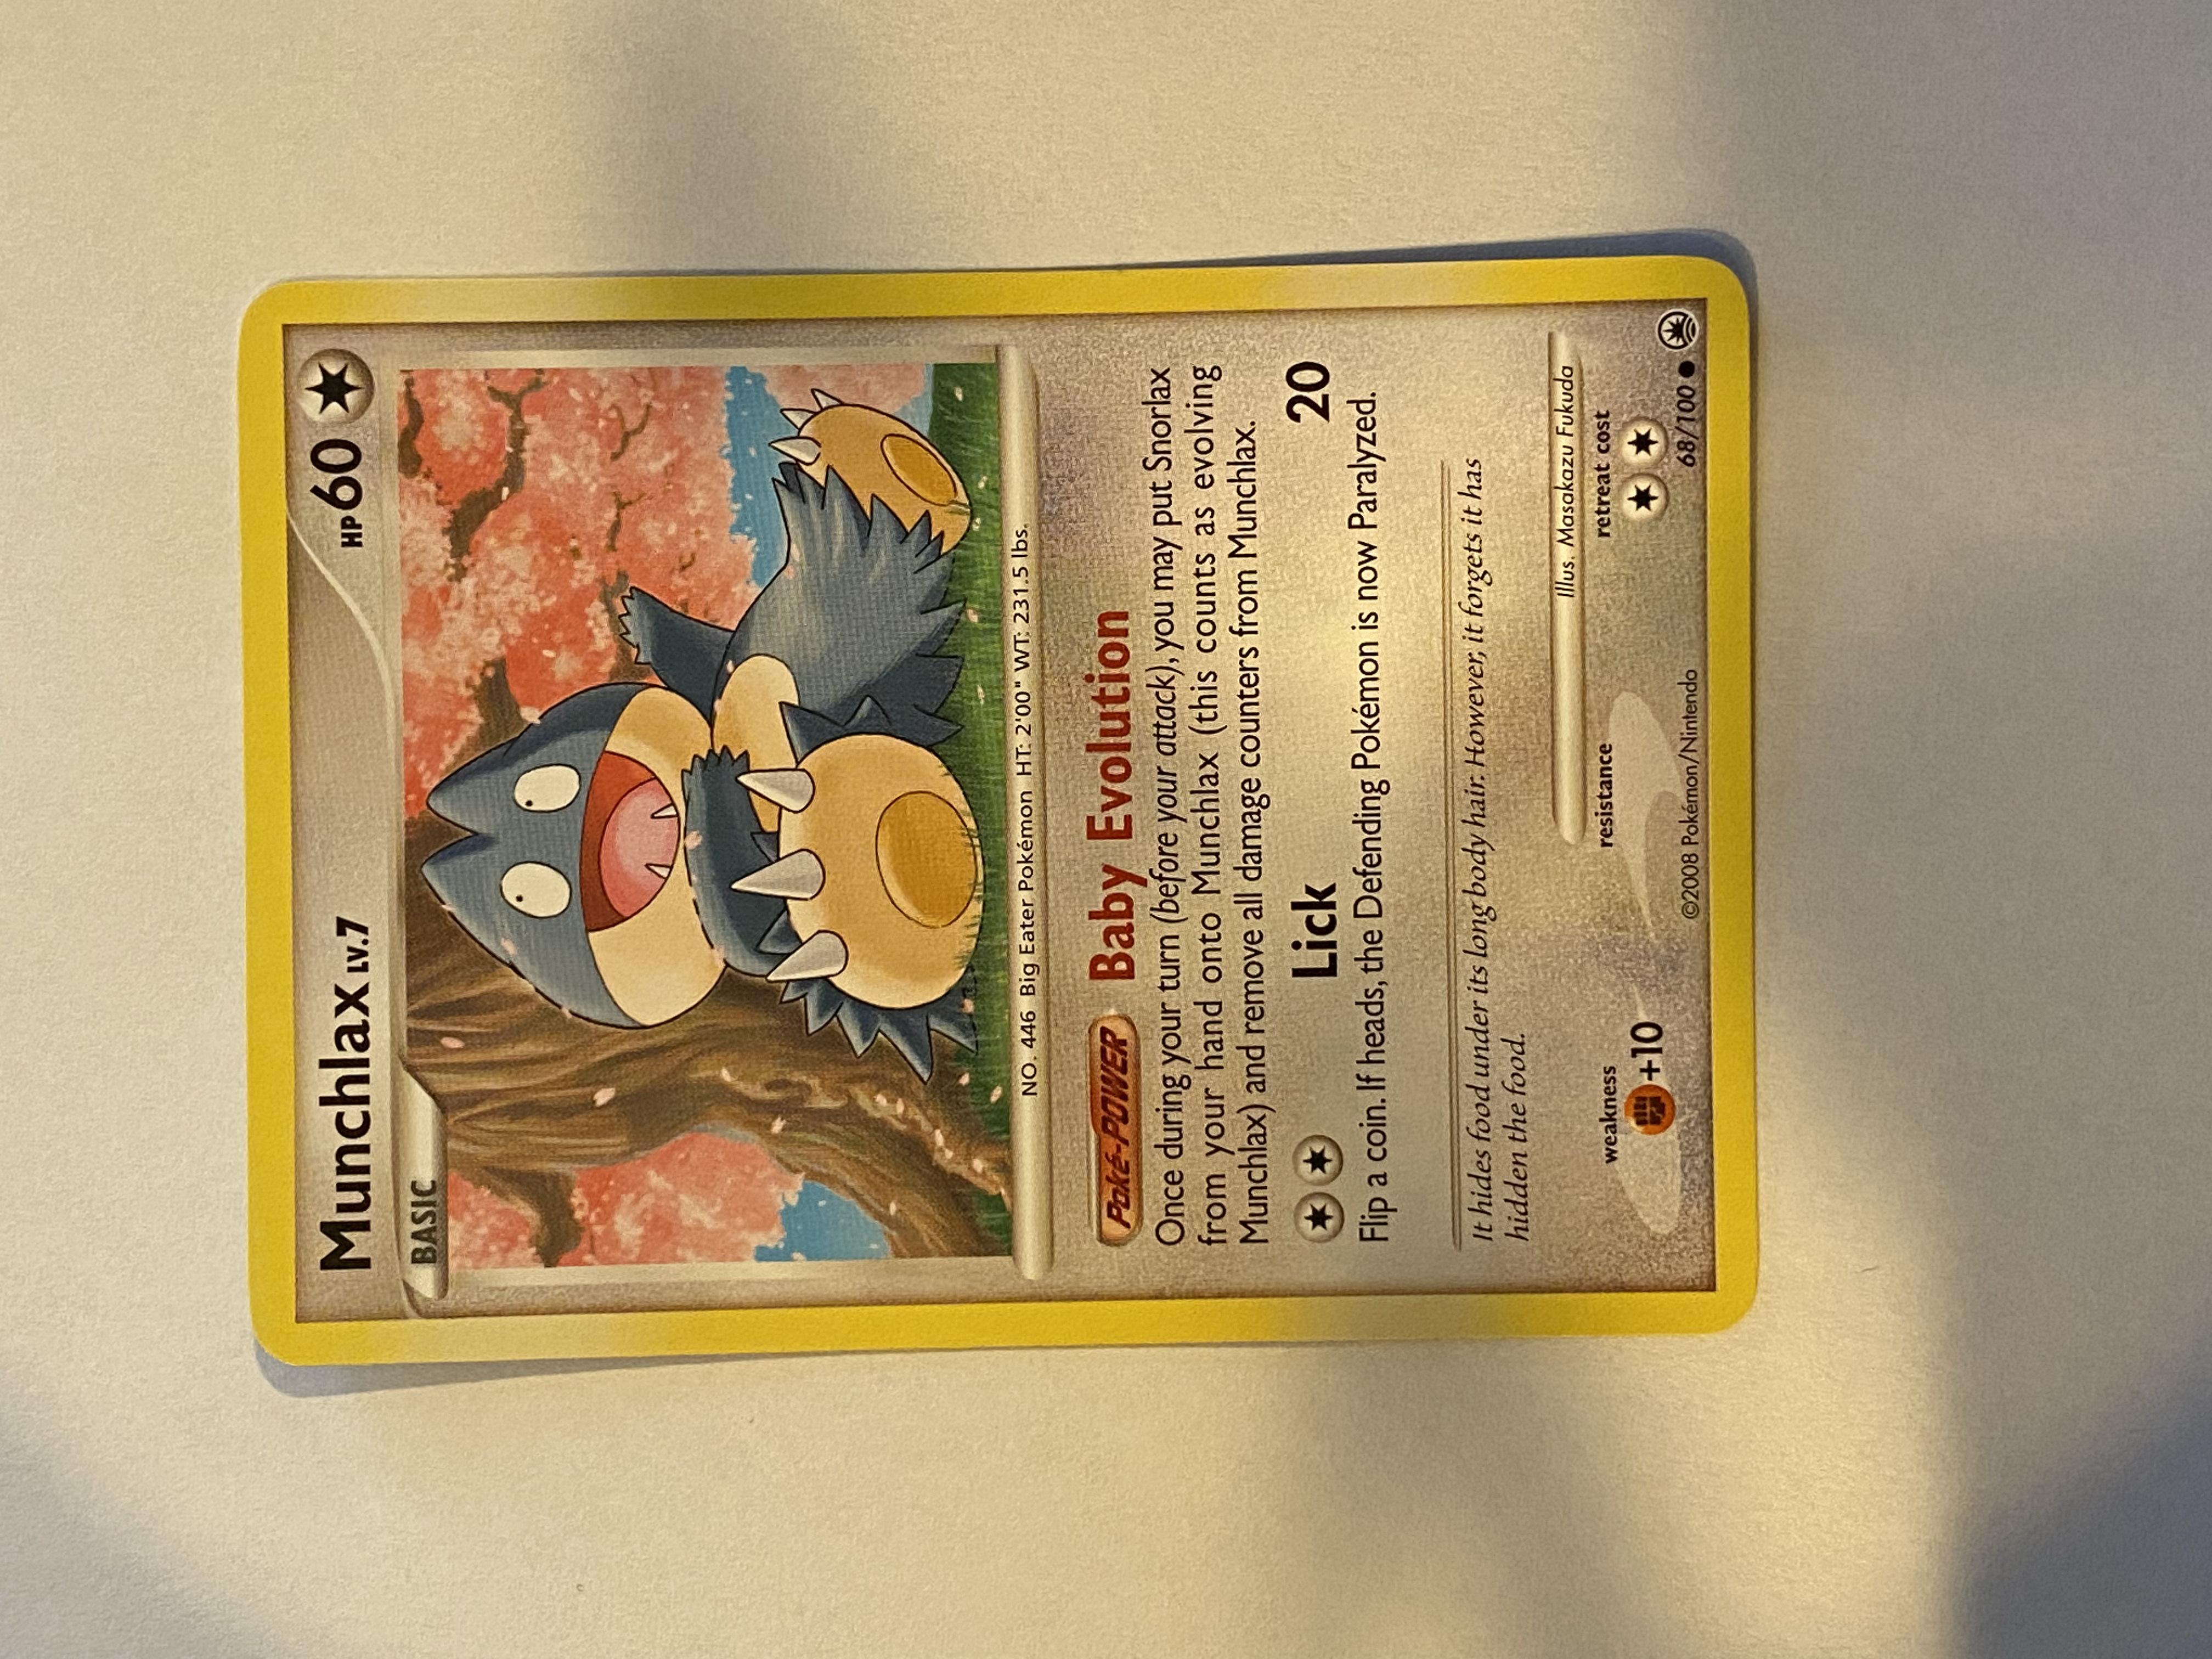 Munchlax LV.7 HP 60
BASIC
NO. 446 Big Eater Pokémon HT: 2'00" WT: 231.5 lbs.
Poké-POWER Baby Evolution
Once during your turn (before your attack), you may put Snorlax
from your hand onto Munchlax (this counts as evolving
Munchlax) and remove all damage counters from Munchlax.
Lick 20
Flip a coin. If heads, the Defending Pokémon is now Paralyzed.
It hides food under its long body hair. However, it forgets it has
hidden the food.
Illus. Masakazu Fukuda
weakness resistance retreat cost
+10
©2008 Pokémon/Nintendo 68/100